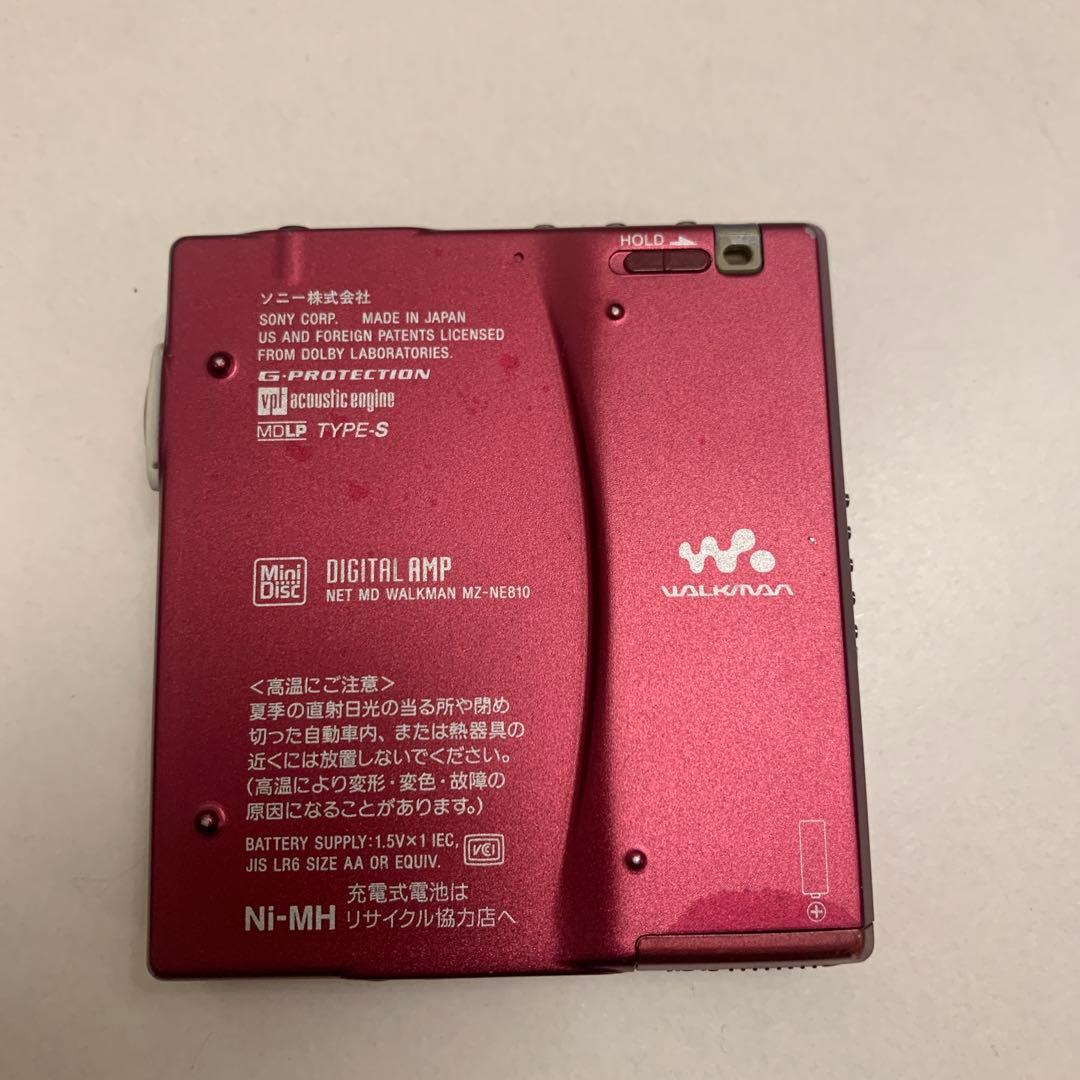 HOLD
ソニー株式会社
SONY CORP. MADE IN JAPAN
US AND FOREIGN PATENTS LICENSED
FROM DOLBY LABORATORIES.
G-PROTECTION
vpt acoustic engine
MDLP TYPE-S
Mini
Disc
DIGITAL AMP
NET MD WALKMAN MZ-NE810
WALKMAN
<高温にご注意>
夏季の直射日光の当る所や閉め
切った自動車内、または熱器具の
近くには放置しないでください。
(高温により変形・変色・故障の
原因になることがあります。)
BATTERY SUPPLY:1.5V×1 IEC,
JIS LR6 SIZE AA OR EQUIV.
VCI
充電式電池は
Ni-MH リサイクル協力店へ